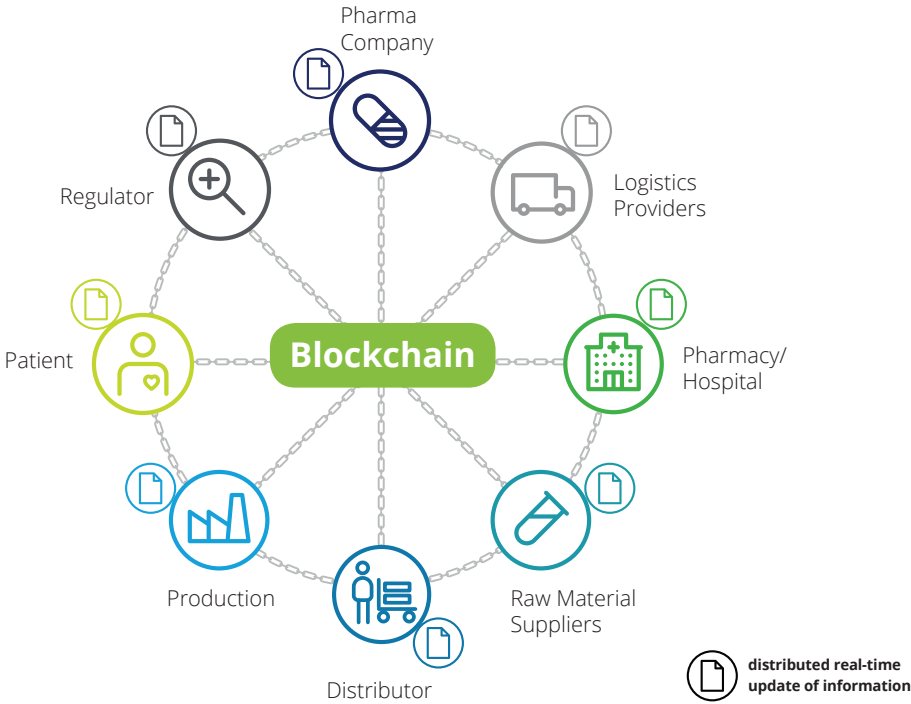 Pharma
Company
Logistics
Providers
Regulator
Blockchain
Patient
Pharmacy/
Hospital
Production
Raw Material
Suppliers
Distributor
distributed real-time
update of information